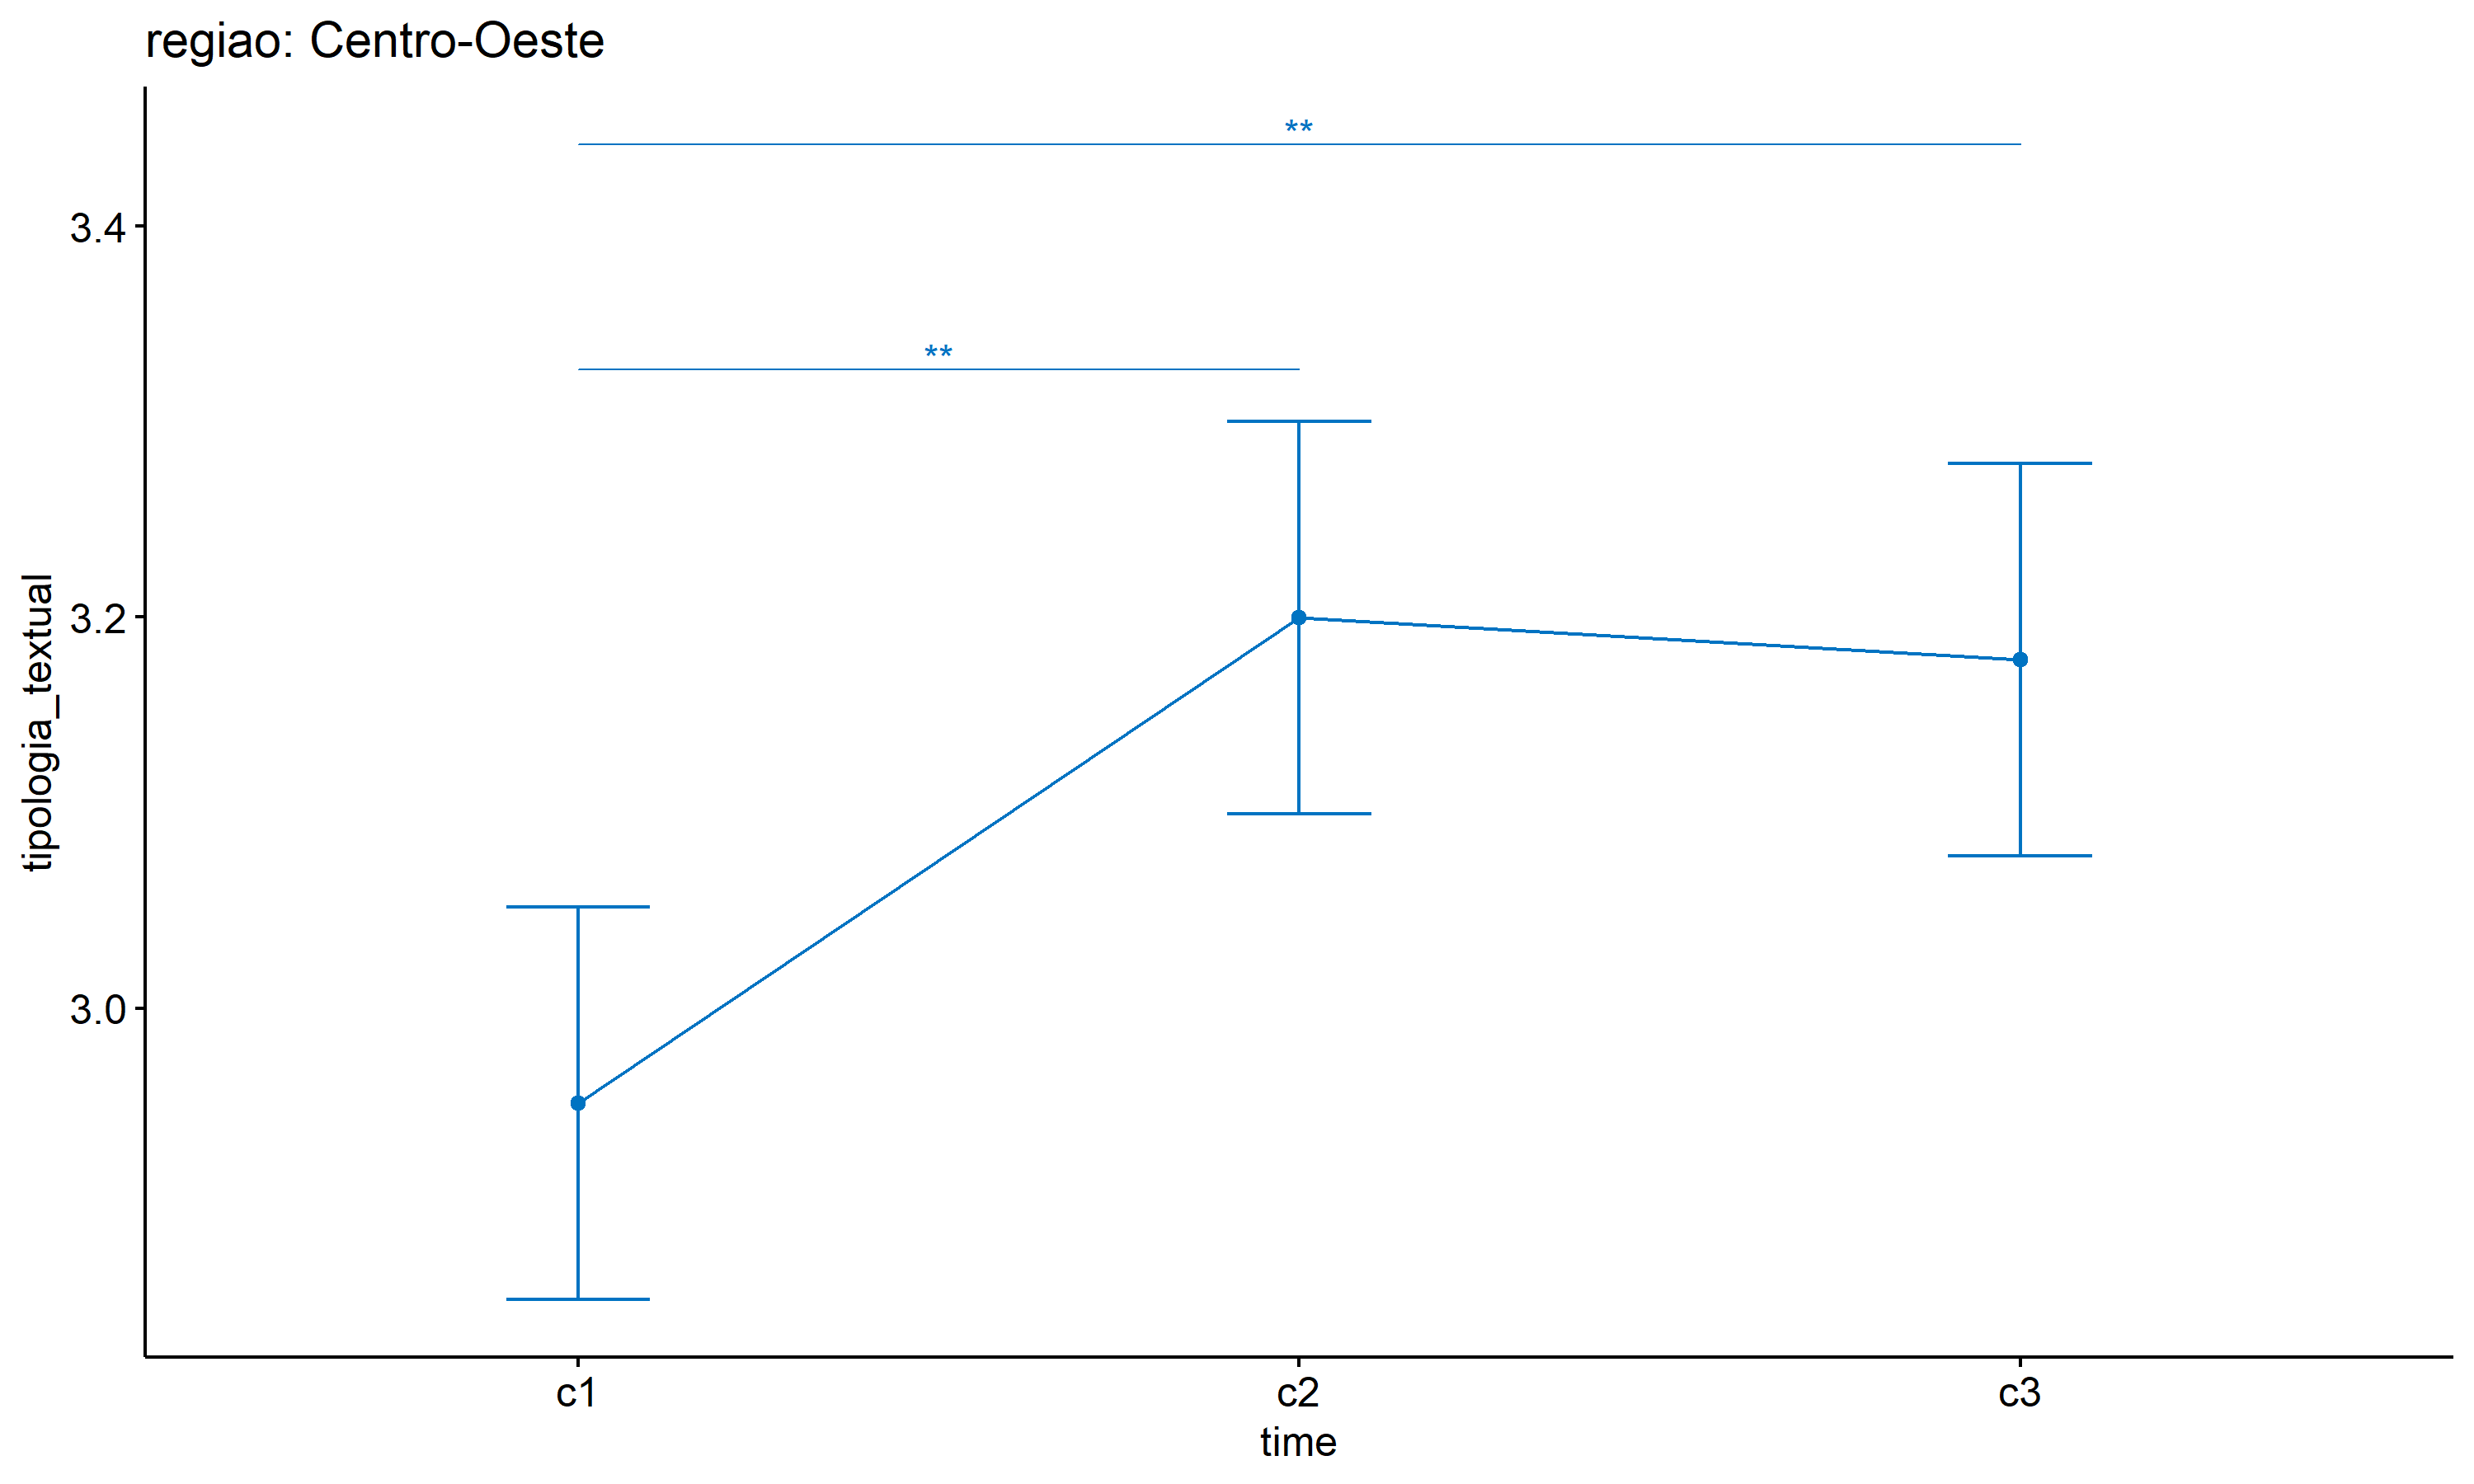 regiao: Centro-Oeste
**
3.4
**
3.2
tipologia_textual
3.0
c1
c2
c3
time